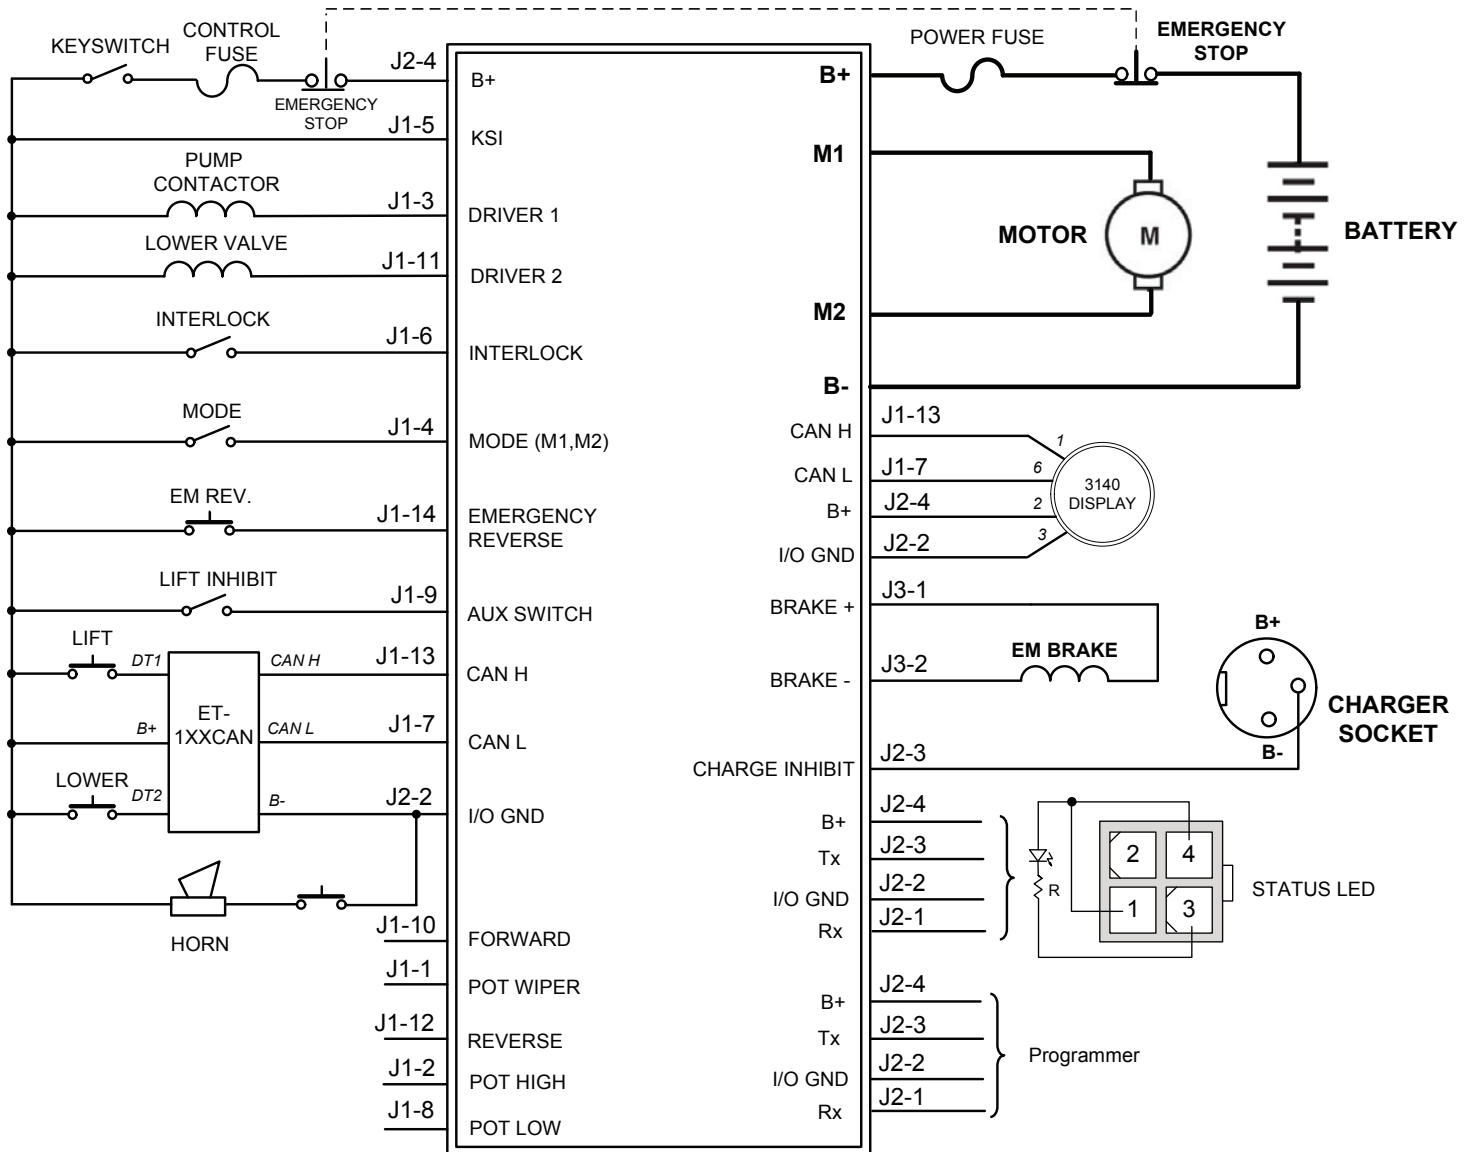 KEYSWITCH
CONTROL
FUSE
J2-4
B+
EMERGENCY
STOP
J1-5
KSI
PUMP
CONTACTOR
J1-3
DRIVER 1
LOWER VALVE
J1-11
DRIVER 2
INTERLOCK
J1-6
INTERLOCK
MODE
J1-4
MODE (M1,M2)
EM REV.
J1-14
EMERGENCY
REVERSE
LIFT INHIBIT
J1-9
AUX SWITCH
LIFT
DT1
CAN H
J1-13
CAN H
ET-
1XXCAN
B+
CAN L
J1-7
CAN L
LOWER
DT2
B-
J2-2
I/O GND
HORN
J1-10
FORWARD
J1-1
POT WIPER
J1-12
REVERSE
J1-2
POT HIGH
J1-8
POT LOW
POWER FUSE
EMERGENCY
STOP
B+
M1
MOTOR
M
BATTERY
M2
B-
J1-13
CAN H
1
J1-7
CAN L
6
3140
DISPLAY
J2-4
B+
2
J2-2
I/O GND
3
J3-1
BRAKE +
EM BRAKE
J3-2
BRAKE -
B+
CHARGER
SOCKET
B-
J2-3
CHARGE INHIBIT
J2-4
B+
Tx
J2-3
J2-2
I/O GND
J2-1
Rx
R
2
4
1
3
STATUS LED
J2-4
B+
J2-3
Tx
J2-2
I/O GND
J2-1
Rx
Programmer